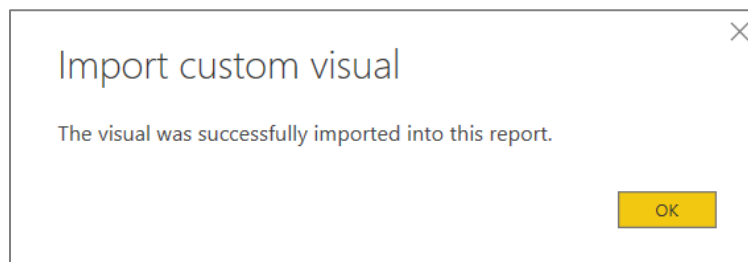 Import custom visual
The visual was successfully imported into this report.
OK